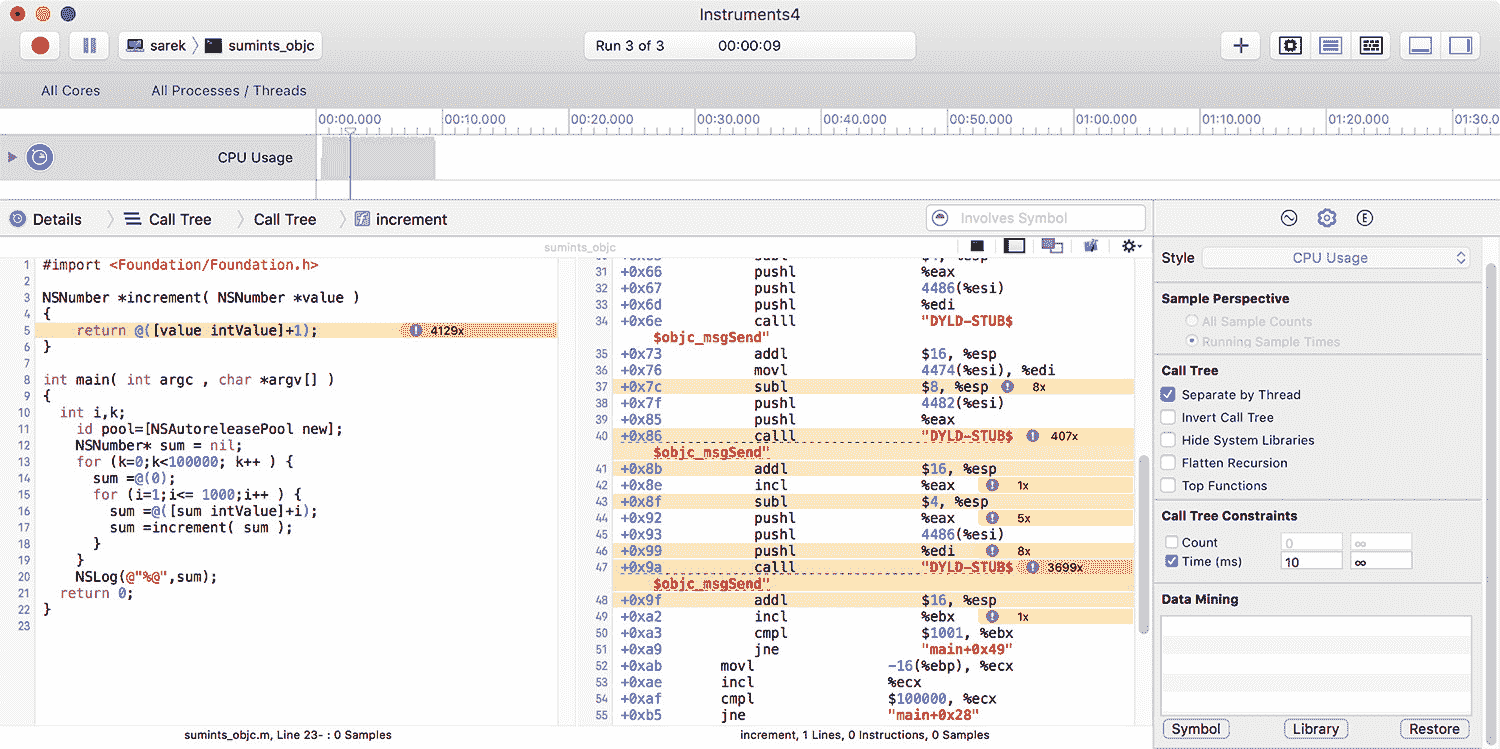 Instruments4
sarek sumints_objc
Run 3 of 3 00:00:09
All Cores All Processes / Threads
00:00.000 00:10.000 00:20.000 00:30.000 00:40.000 00:50.000 01:00.000 01:10.000 01:20.000 01:30.0
CPU Usage
Details Call Tree Call Tree increment
Involves Symbol
sumints_objc
1 #import <Foundation/Foundation.h>
2
3 NSNumber *increment( NSNumber *value )
4 {
5 return @([value intValue]+1); 4129x
6 }
7
8 int main( int argc , char *argv[] )
9 {
10 int i,k;
11 id pool=[NSAutoreleasePool new];
12 NSNumber* sum = nil;
13 for (k=0;k<100000; k++ ) {
14 sum =@(0);
15 for (i=1;i<= 1000;i++ ) {
16 sum =@([sum intValue]+i);
17 sum =increment( sum );
18 }
19 }
20 NSLog(@"%@",sum);
21 return 0;
22 }
23
31 +0x66 pushl %eax
32 +0x67 pushl 4486(%esi)
33 +0x6d pushl %edi
34 +0x6e calll "DYLD-STUB$
$objc_msgSend"
35 +0x73 addl $16, %esp
36 +0x76 movl 4474(%esi), %edi
37 +0x7c subl $8, %esp 8x
38 +0x7f pushl 4482(%esi)
39 +0x85 pushl %eax
40 +0x86 calll "DYLD-STUB$ 407x
$objc_msgSend"
41 +0x8b addl $16, %esp
42 +0x8e incl %eax 1x
43 +0x8f subl $4, %esp
44 +0x92 pushl %eax 5x
45 +0x93 pushl 4486(%esi)
46 +0x99 pushl %edi 8x
47 +0x9a calll "DYLD-STUB$ 3699x
$objc_msgSend"
48 +0x9f addl $16, %esp
49 +0xa2 incl %ebx 1x
50 +0xa3 cmpl $1001, %ebx
51 +0xa9 jne "main+0x49"
52 +0xab movl -16(%ebp), %ecx
53 +0xae incl %ecx
54 +0xaf cmpl $100000, %ecx
55 +0xb5 jne "main+0x28"
Style CPU Usage
Sample Perspective
All Sample Counts
Running Sample Times
Call Tree
Separate by Thread
Invert Call Tree
Hide System Libraries
Flatten Recursion
Top Functions
Call Tree Constraints
Count 0 ∞
Time (ms) 10 ∞
Data Mining
Symbol Library Restore
sumints_objc.m, Line 23- : 0 Samples
increment, 1 Lines, 0 Instructions, 0 Samples